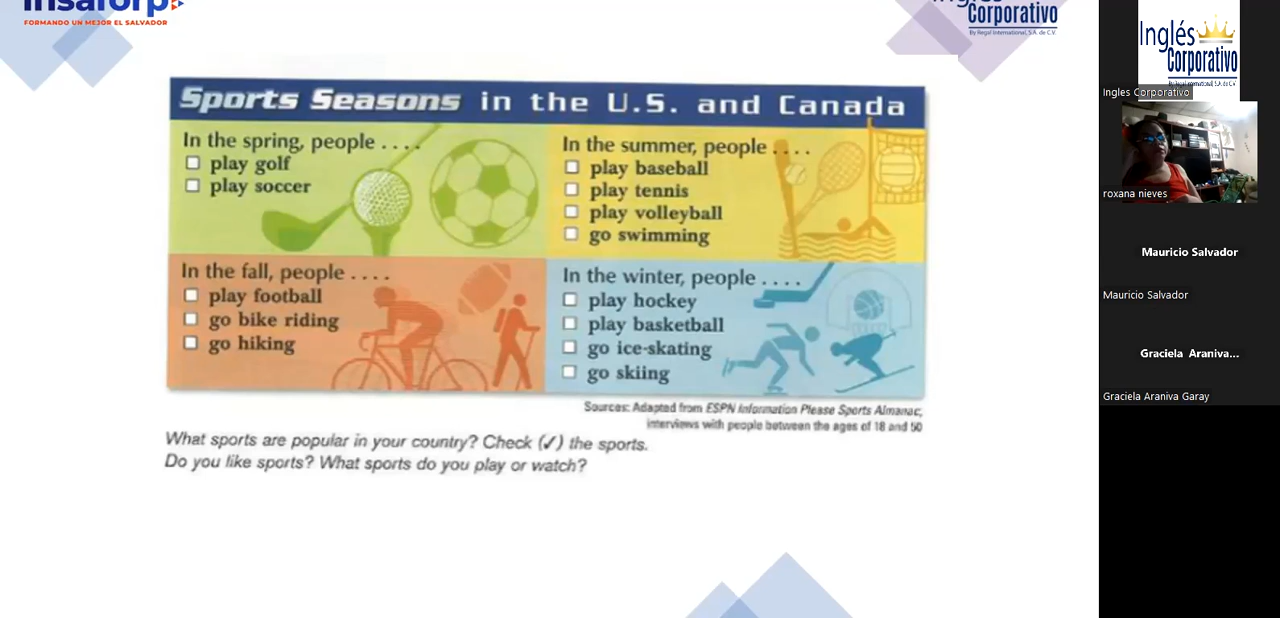 FORMANDO UN MEJOR EL SALVADOR
Corporativo
By Regal International, S.A. de C.V.
Sports Seasons in the U.S. and Canada
In the spring, people . . . .
play golf
play soccer
In the summer, people . . . .
play baseball
play tennis
play volleyball
go swimming
In the fall, people . . . .
play football
go bike riding
go hiking
In the winter, people . . . .
play hockey
play basketball
go ice-skating
go skiing
Sources: Adapted from ESPN Information Please Sports Almanac,
interviews with people between the ages of 18 and 50
What sports are popular in your country? Check (✓) the sports.
Do you like sports? What sports do you play or watch?
Inglés
Corporativo
Ingles Corporativo
roxana nieves
Mauricio Salvador
Mauricio Salvador
Graciela Araniva...
Graciela Araniva Garay